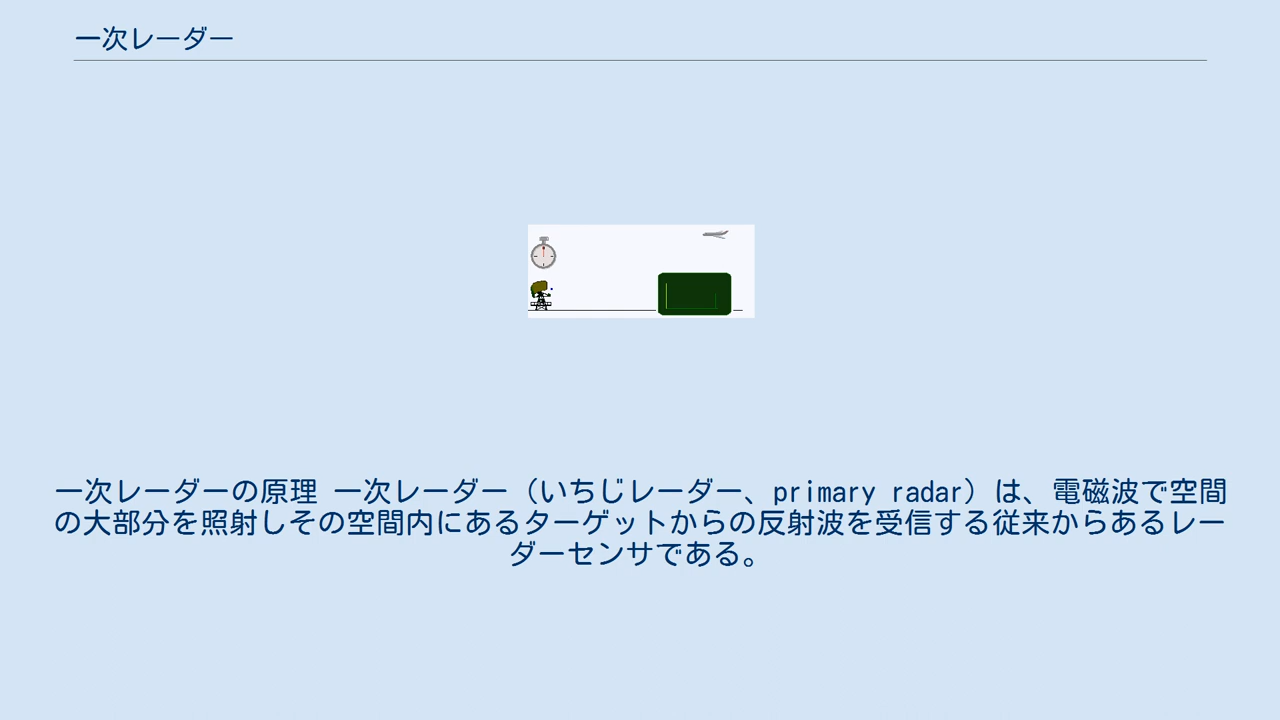 一次レーダー
一次レーダーの原理 一次レーダー（いちじレーダー、primary radar）は、電磁波で空間
の大部分を照射しその空間内にあるターゲットからの反射波を受信する従来からあるレー
ダーセンサである。